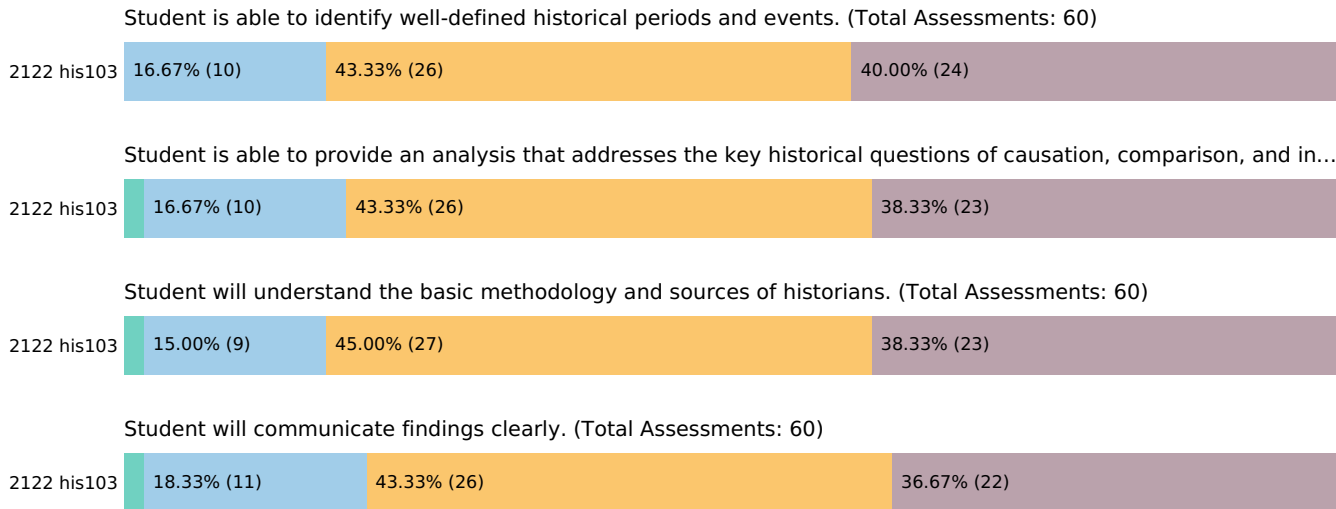 Student is able to identify well-defined historical periods and events. (Total Assessments: 60)
2122 his103 16.67% (10) 43.33% (26) 40.00% (24)
Student is able to provide an analysis that addresses the key historical questions of causation, comparison, and in...
2122 his103 16.67% (10) 43.33% (26) 38.33% (23)
Student will understand the basic methodology and sources of historians. (Total Assessments: 60)
2122 his103 15.00% (9) 45.00% (27) 38.33% (23)
Student will communicate findings clearly. (Total Assessments: 60)
2122 his103 18.33% (11) 43.33% (26) 36.67% (22)